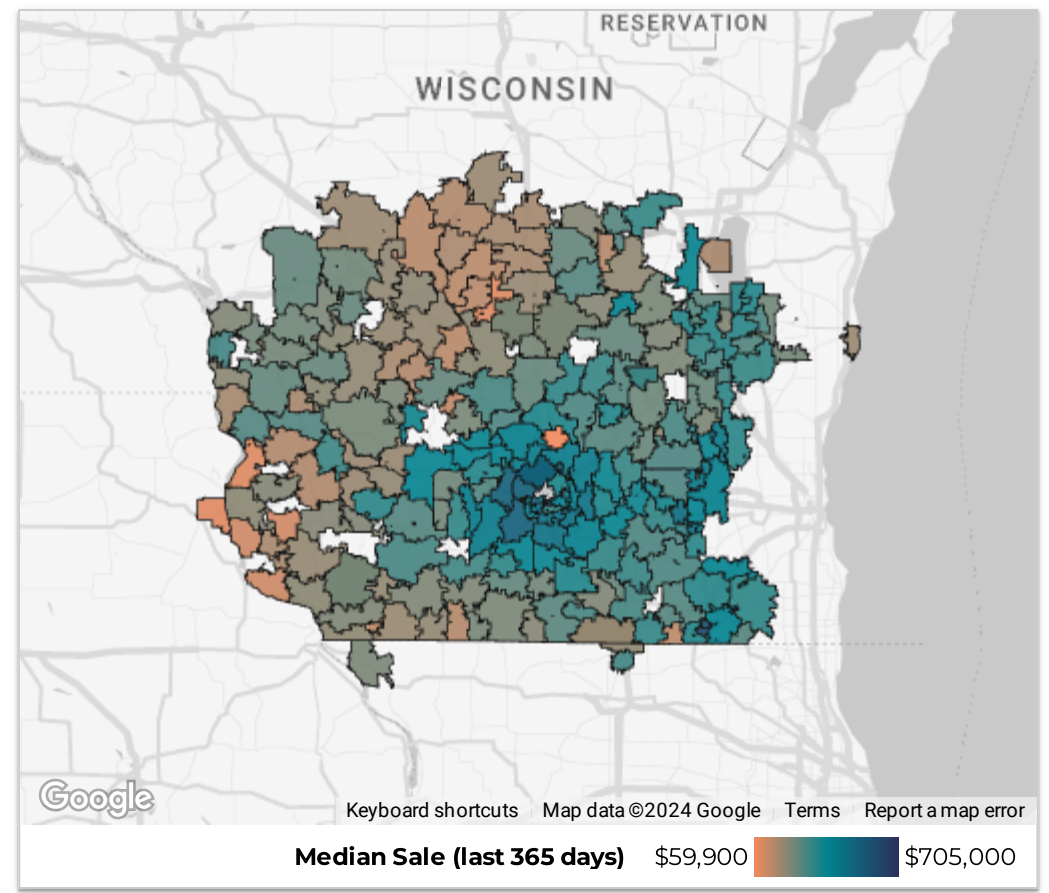 RESERVATION
WISCONSIN
Google
Keyboard shortcuts Map data ©2024 Google Terms Report a map error
Median Sale (last 365 days) $59,900 $705,000